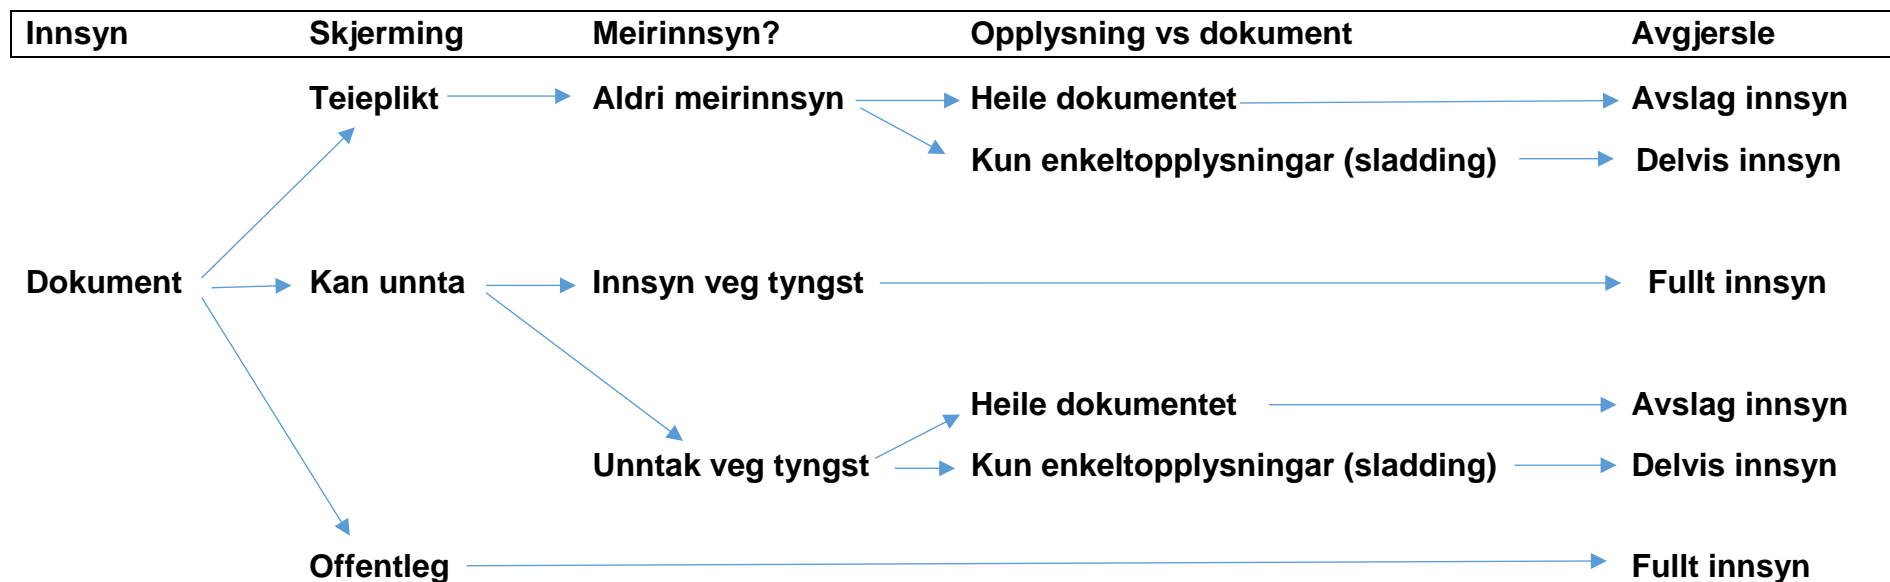 Innsyn Skjerming Meirinnsyn? Opplysning vs dokument Avgjersle
Teieplikt Aldri meirinnsyn Heile dokumentet Avslag innsyn
Kun enkeltopplysningar (sladding) Delvis innsyn
Dokument Kan unnta Innsyn veg tyngst Fullt innsyn
Heile dokumentet Avslag innsyn
Unntak veg tyngst Kun enkeltopplysningar (sladding) Delvis innsyn
Offentleg Fullt innsyn